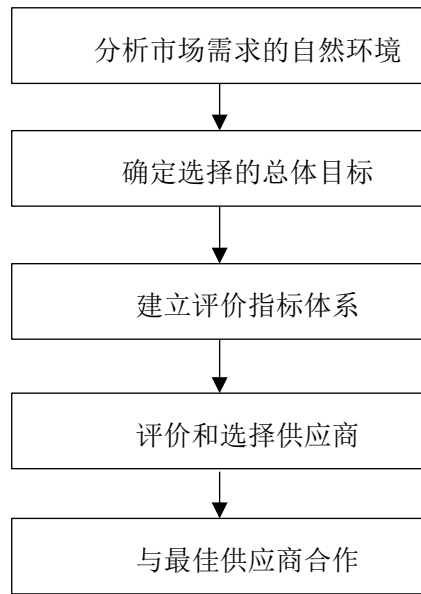 分析市场需求的自然环境
确定选择的总体目标
建立评价指标体系
评价和选择供应商
与最佳供应商合作